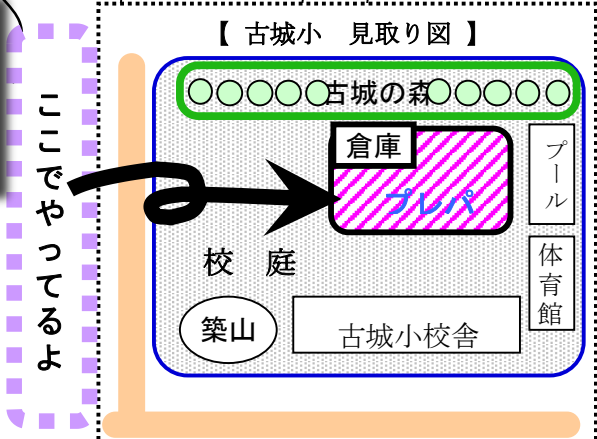 【 古城小　見取り図 】
古城の森
倉庫
プレパ
プール
体育館
校　庭
築山
古城小校舎
ここでやってるよ